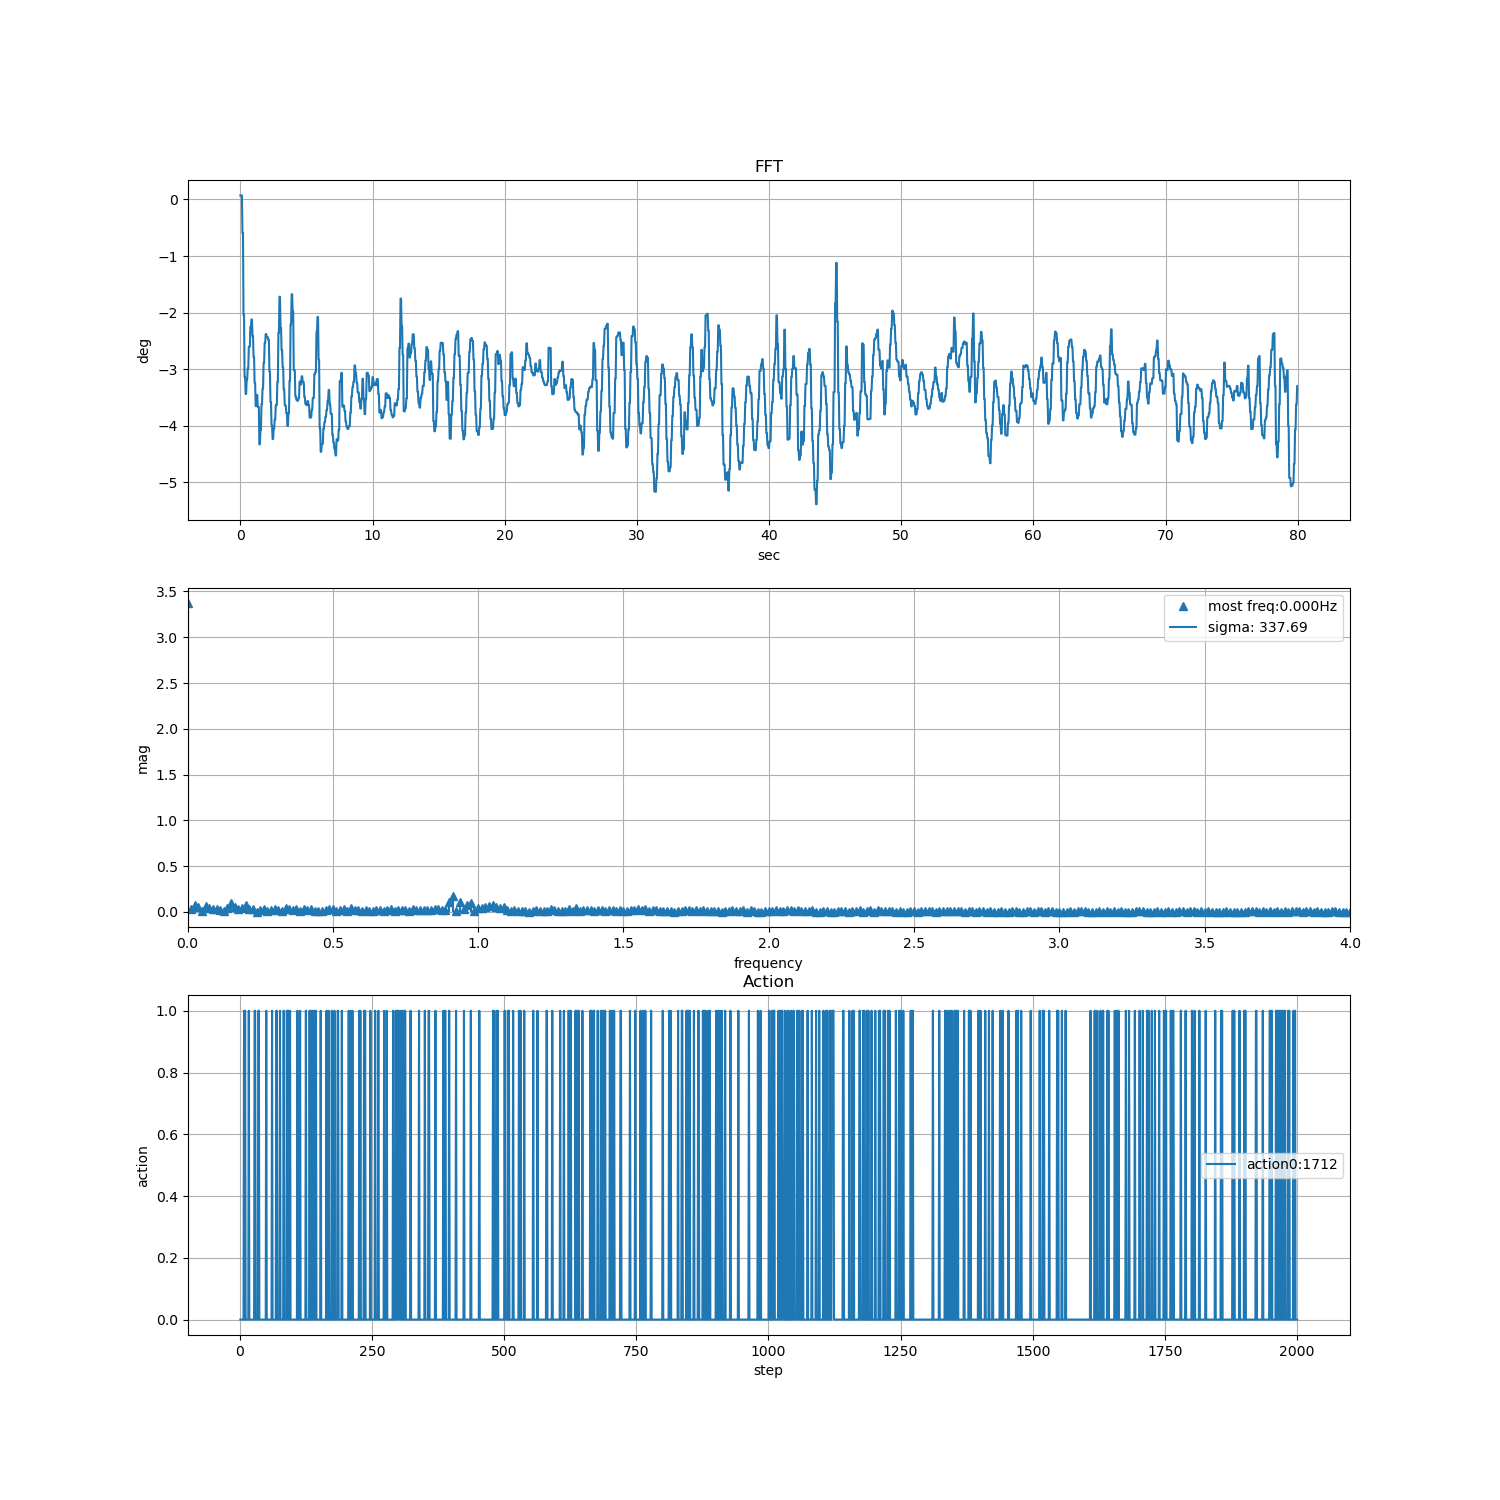 FFT
0
−1
−2
−3
−4
−5
deg
0 10 20 30 40 50 60 70 80
sec
3.5
3.0
2.5
2.0
1.5
1.0
0.5
0.0
mag
most freq:0.000Hz
sigma: 337.69
0.0 0.5 1.0 1.5 2.0 2.5 3.0 3.5 4.0
frequency
Action
1.0
0.8
0.6
0.4
0.2
0.0
action
action0:1712
0 250 500 750 1000 1250 1500 1750 2000
step